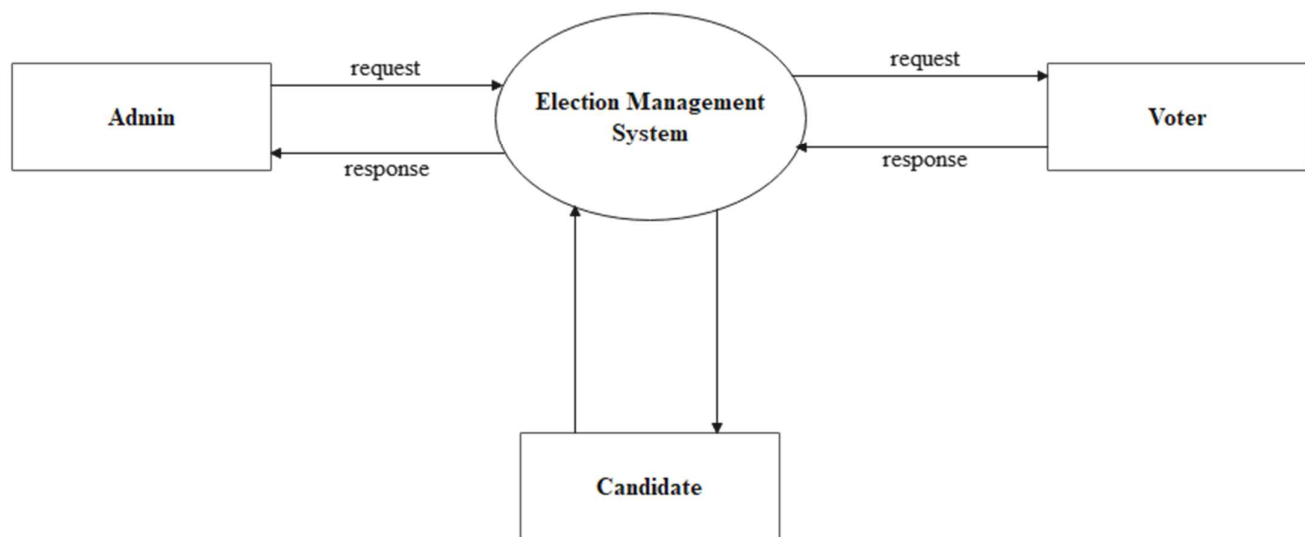 request
request
Admin
Election Management
System
Voter
response
response
Candidate